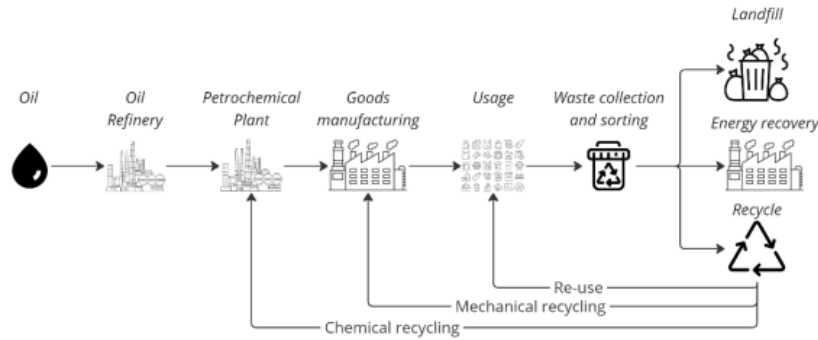 Landfill
Oil
Oil
Refinery
Petrochemical
Plant
Goods
manufacturing
Usage
Waste collection
and sorting
Energy recovery
Recycle
Re-use
Mechanical recycling
Chemical recycling